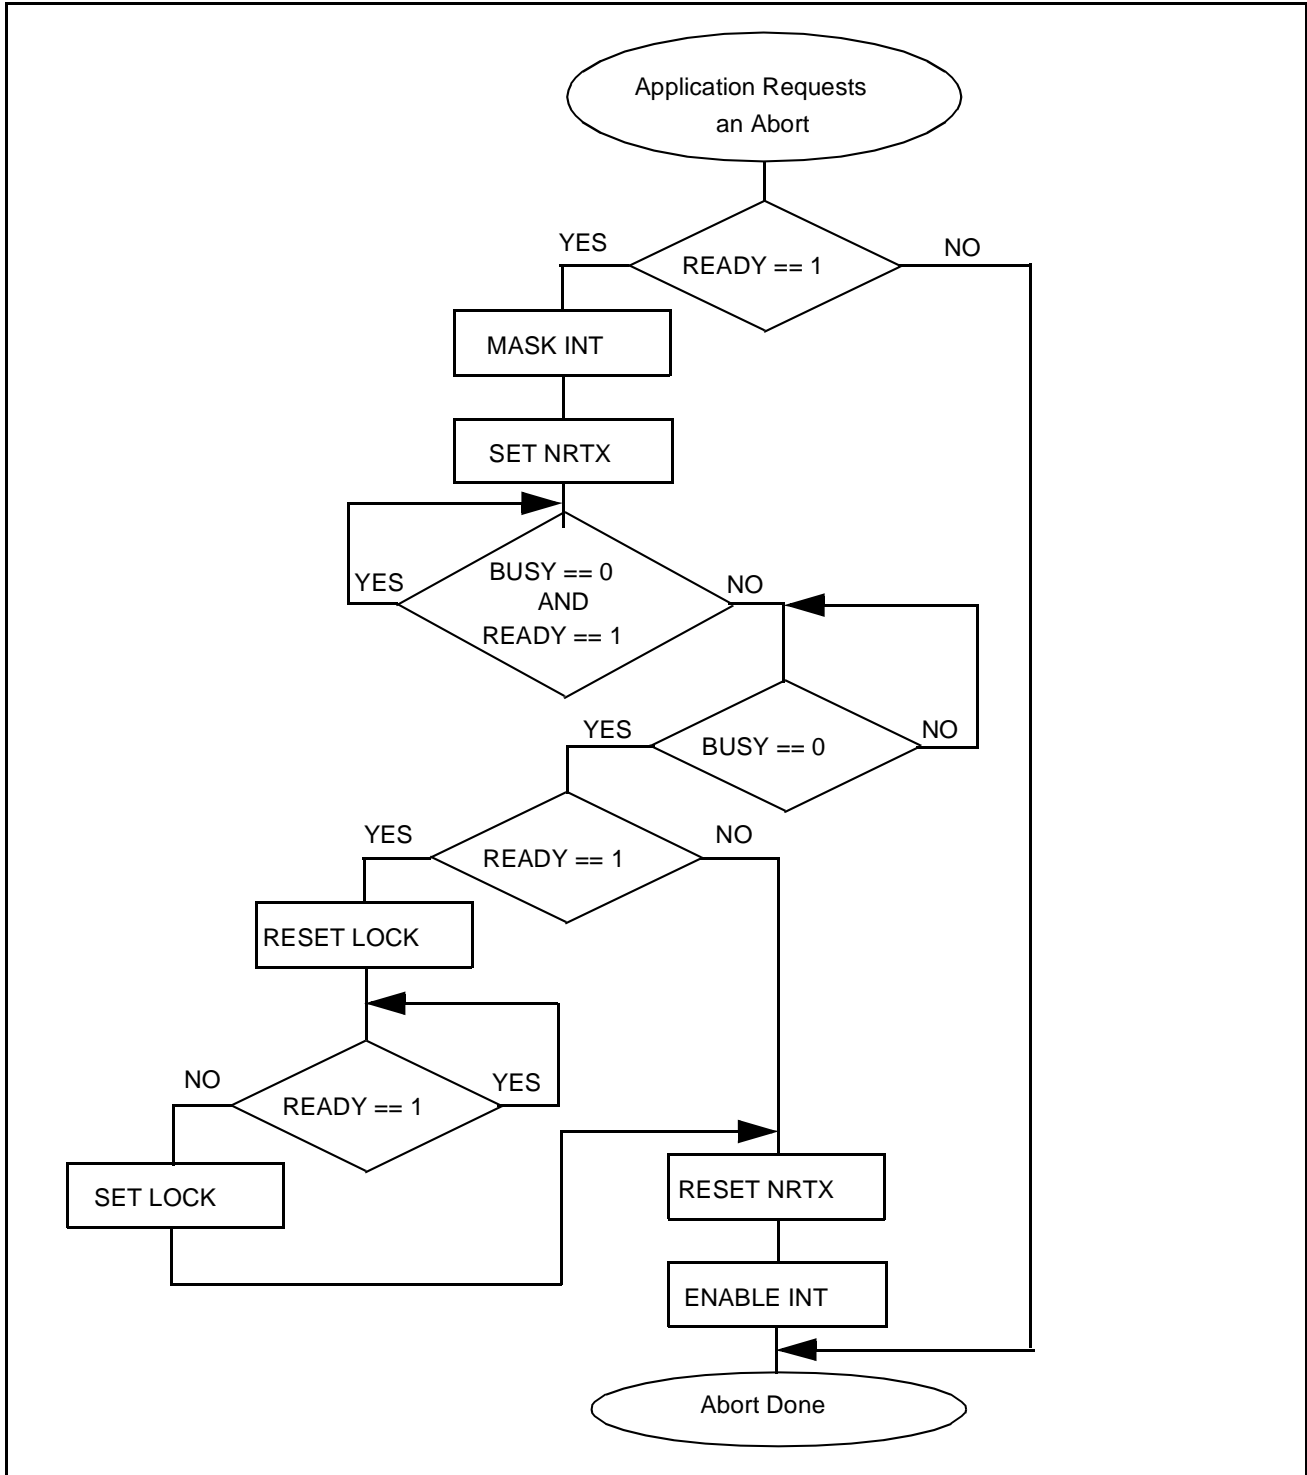 Application Requests
an Abort
YES
NO
READY == 1
MASK INT
SET NRTX
YES
BUSY == 0
AND
READY == 1
NO
YES
BUSY == 0
NO
YES
READY == 1
NO
RESET LOCK
NO
READY == 1
YES
SET LOCK
RESET NRTX
ENABLE INT
Abort Done